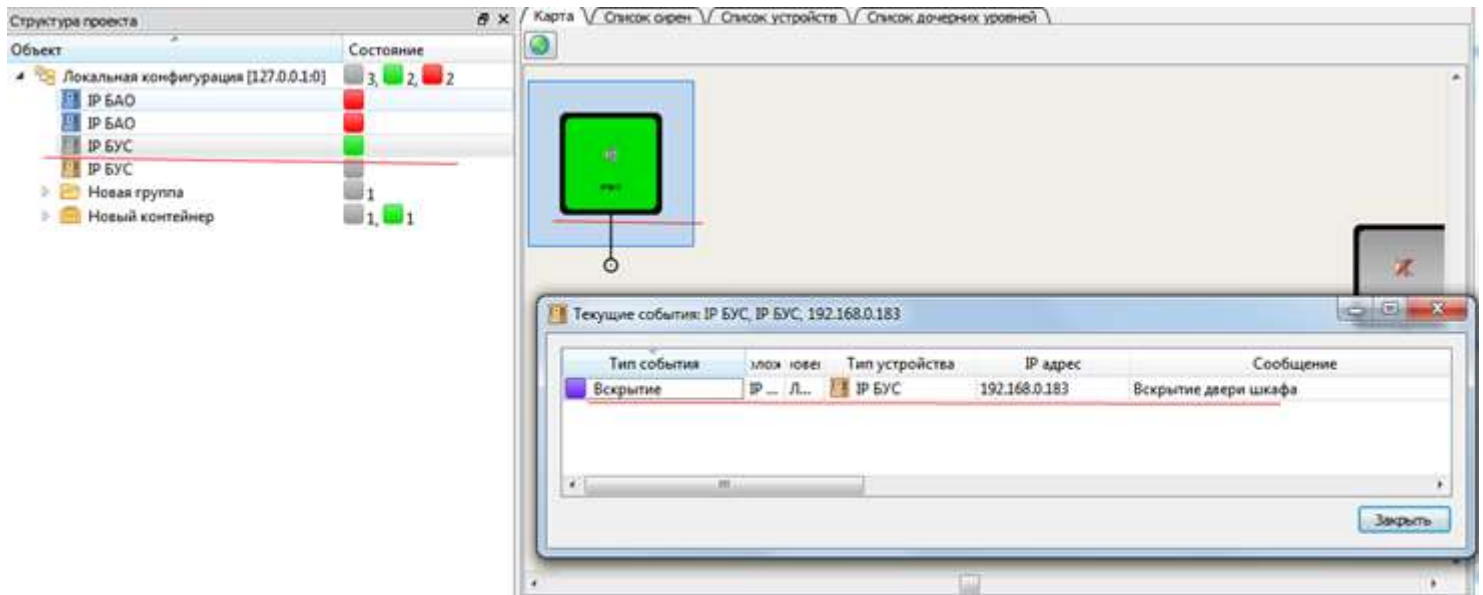 Структура проекта
Карта
Список сирен
Список устройств
Список дочерних уровней
Объект
Состояние
Локальная конфигурация [127.0.0.1:0] 3, 2, 2
IP БАО
IP БАО
IP БУС
IP БУС
Новая группа 1
Новый контейнер 1, 1
Текущие события: IP БУС, IP БУС, 192.168.0.183
Тип события Тип устройства IP адрес Сообщение
Вскрытие IP ... Л... IP БУС 192.168.0.183 Вскрытие двери шкафа
Закрыть